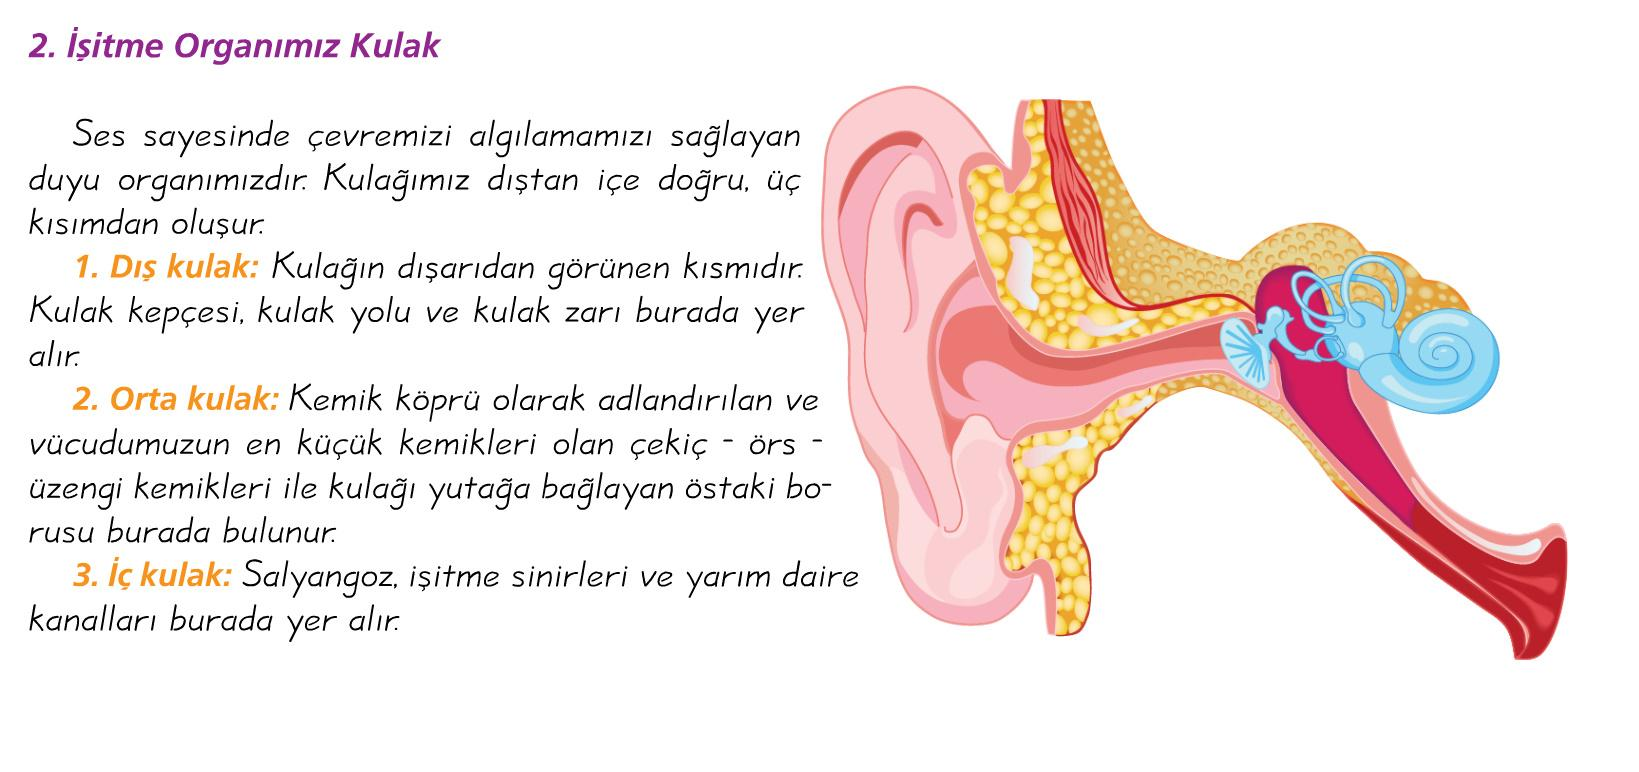 2. İşitme Organımız Kulak
Ses sayesinde çevremizi algılamamızı sağlayan
duyu organımızdır. Kulağımız dıştan içe doğru, üç
kısımdan oluşur.
1. Dış kulak: Kulağın dışarıdan görünen kısmıdır.
Kulak kepçesi, kulak yolu ve kulak zarı burada yer
alır.
2. Orta kulak: Kemik köprü olarak adlandırılan ve
vücudumuzun en küçük kemikleri olan çekiç - örs -
üzengi kemikleri ile kulağı yutağa bağlayan östaki bo-
rusu burada bulunur.
3. İç kulak: Salyangoz, işitme sinirleri ve yarım daire
kanalları burada yer alır.